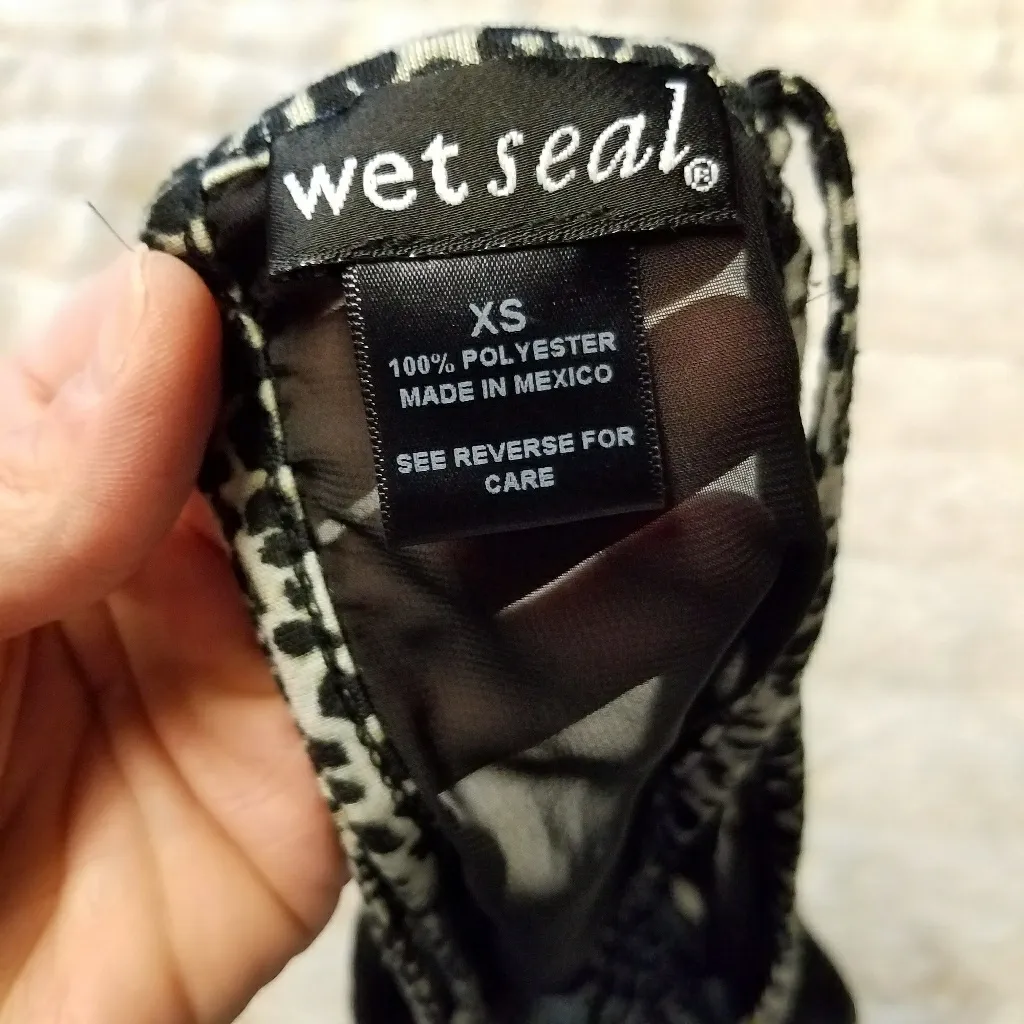 wet seal®
XS
100% POLYESTER
MADE IN MEXICO
SEE REVERSE FOR
CARE